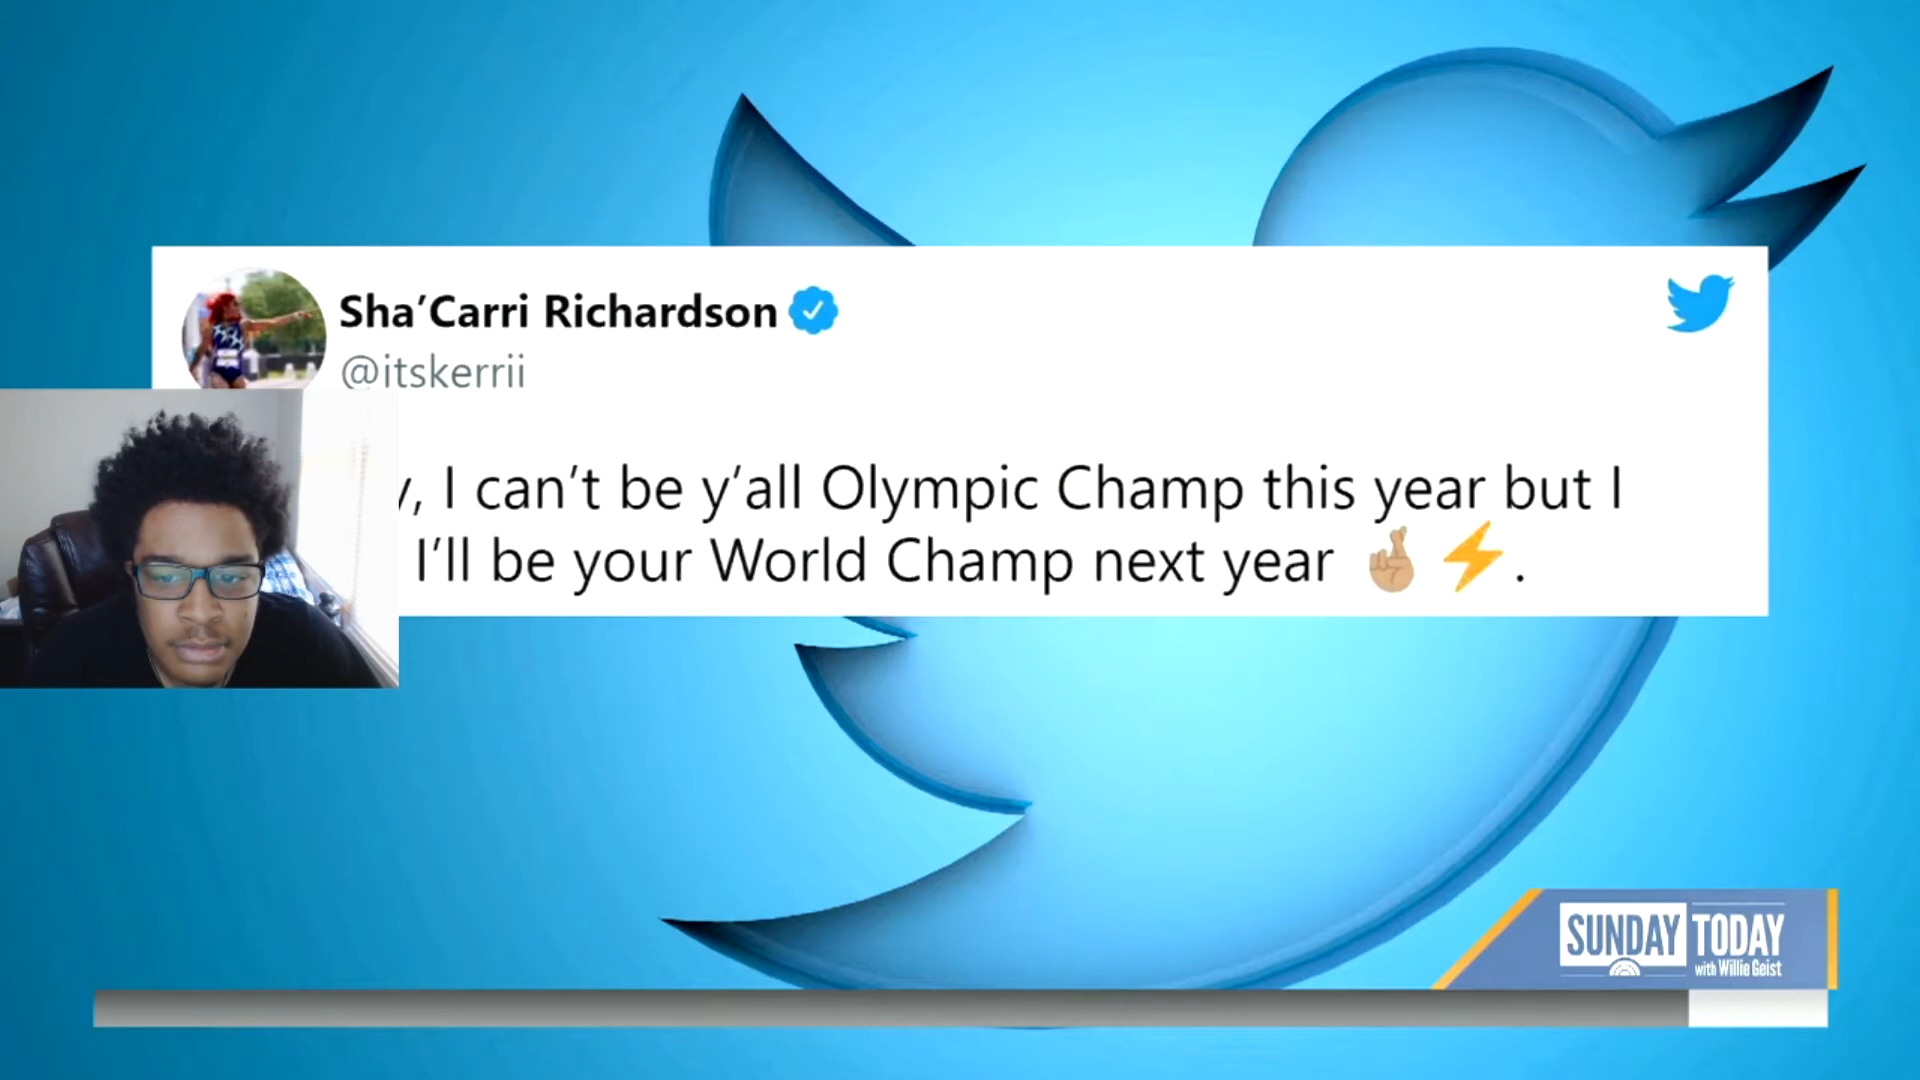 Sha’Carri Richardson
@itskerrii
, I can’t be y’all Olympic Champ this year but I
I’ll be your World Champ next year 🤞🏼⚡.
SUNDAY TODAY
with Willie Geist